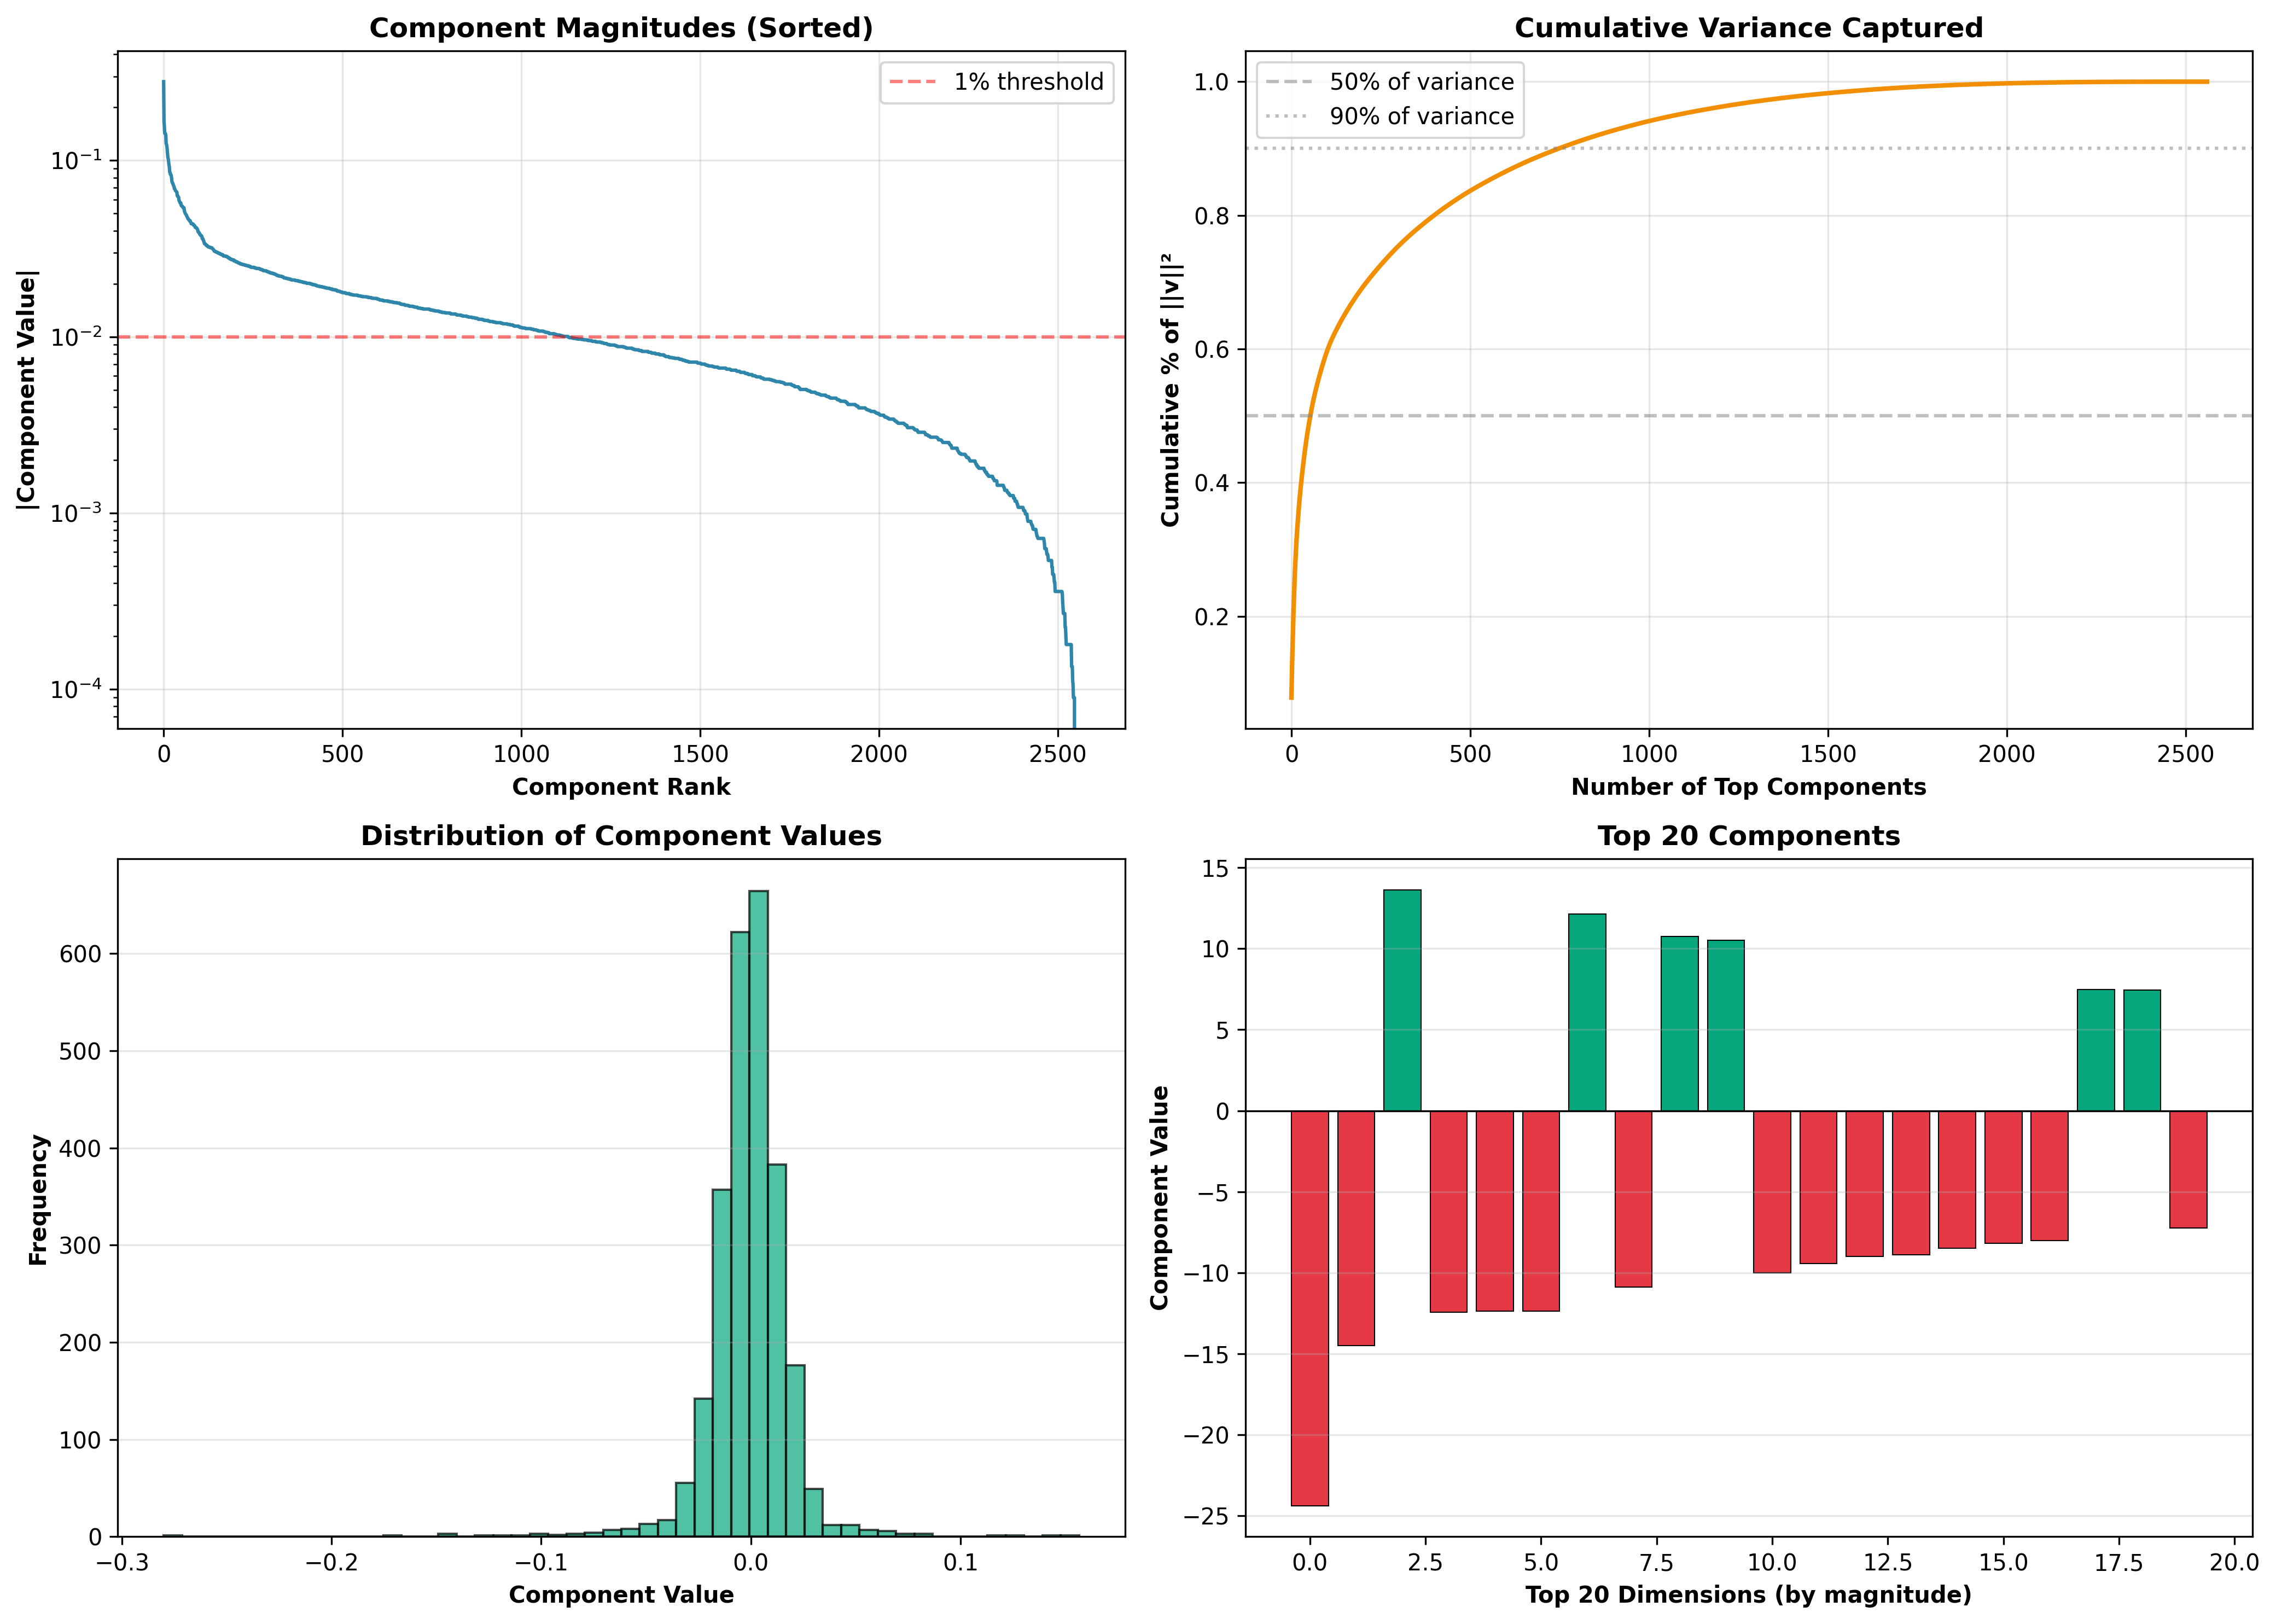 Component Magnitudes (Sorted)
1% threshold
10⁻¹
10⁻²
10⁻³
10⁻⁴
|Component Value|
0 500 1000 1500 2000 2500
Component Rank
Cumulative Variance Captured
50% of variance
90% of variance
1.0
0.8
0.6
0.4
0.2
Cumulative % of ||v||²
0 500 1000 1500 2000 2500
Number of Top Components
Distribution of Component Values
600
500
400
300
200
100
0
Frequency
−0.3 −0.2 −0.1 0.0 0.1
Component Value
Top 20 Components
15
10
5
0
−5
−10
−15
−20
−25
Component Value
0.0 2.5 5.0 7.5 10.0 12.5 15.0 17.5 20.0
Top 20 Dimensions (by magnitude)